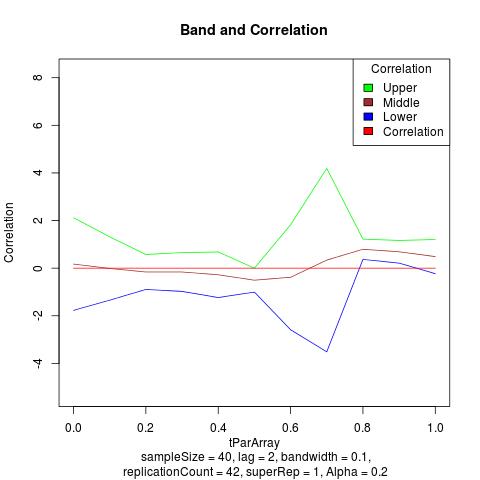 Band and Correlation
Correlation
Upper
Middle
Lower
Correlation
Correlation
8
6
4
2
0
-2
-4
0.0 0.2 0.4 0.6 0.8 1.0
tParArray
sampleSize = 40, lag = 2, bandwidth = 0.1,
replicationCount = 42, superRep = 1, Alpha = 0.2